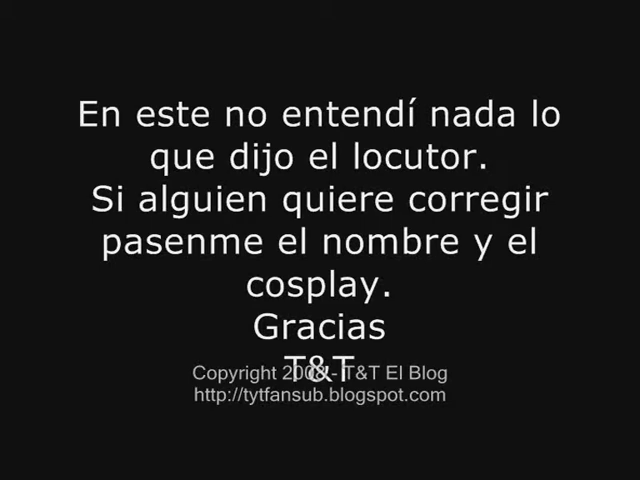 En este no entendí nada lo
que dijo el locutor.
Si alguien quiere corregir
pasenme el nombre y el
cosplay.
Gracias
T&T
Copyright 2008 - T&T El Blog
http://tytfansub.blogspot.com